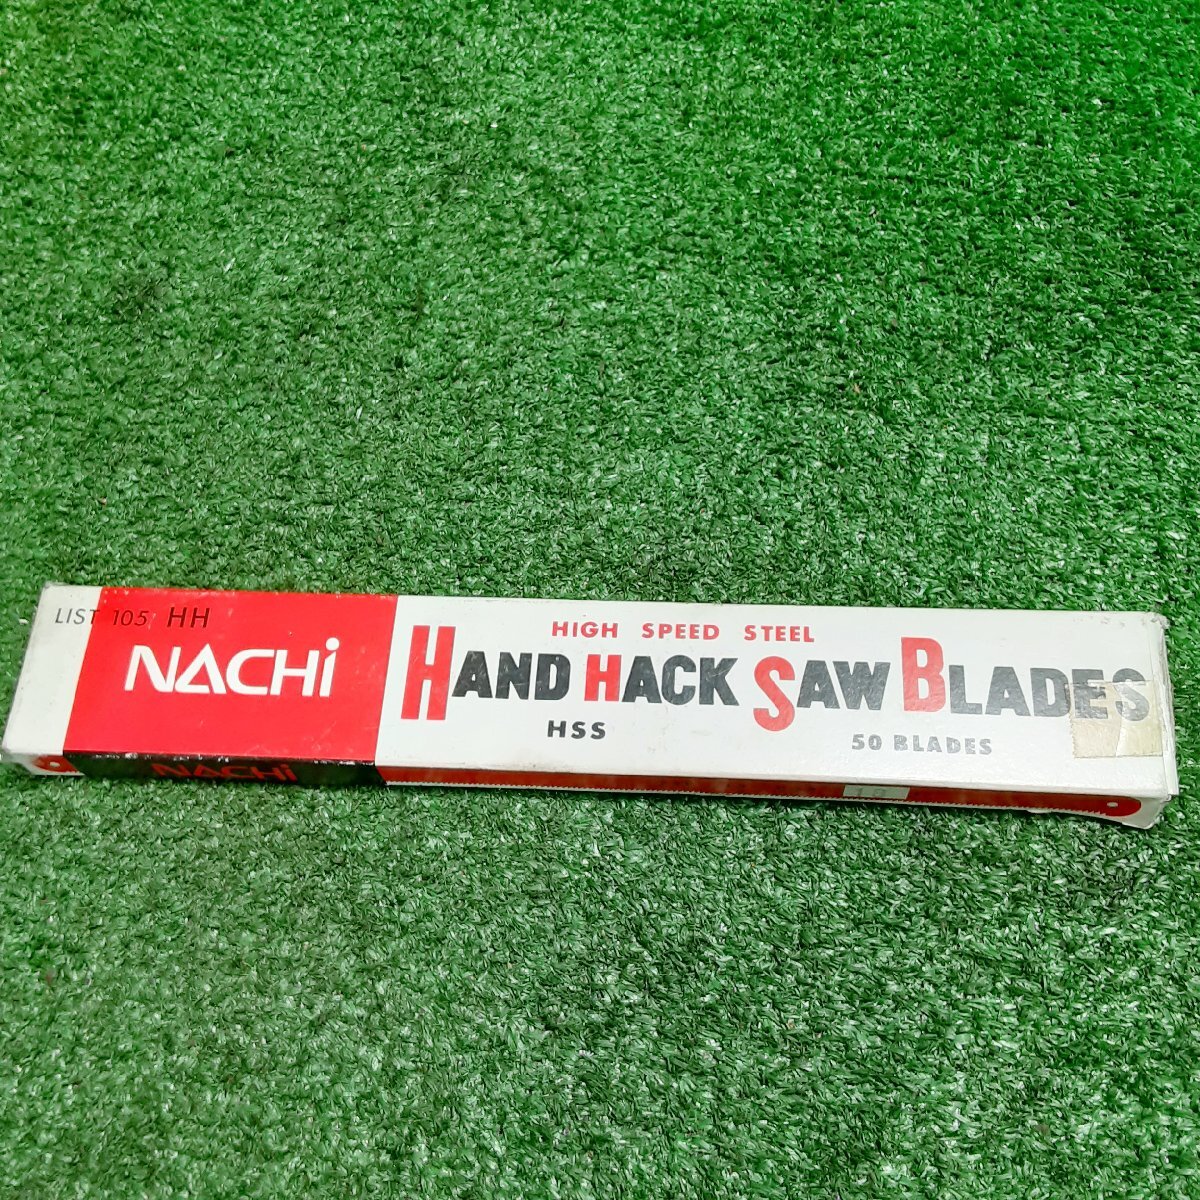 LIST 105 HH
NACHi
HIGH SPEED STEEL
HAND HACK SAW BLADES
HSS
50 BLADES
NACHi